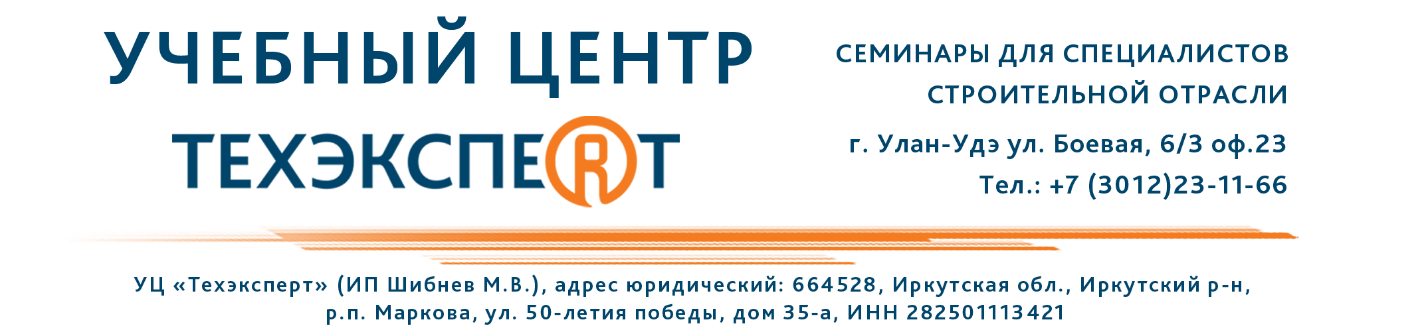 УЧЕБНЫЙ ЦЕНТР
ТЕХЭКСПЕRТ
СЕМИНАРЫ ДЛЯ СПЕЦИАЛИСТОВ
СТРОИТЕЛЬНОЙ ОТРАСЛИ
г. Улан-Удэ ул. Боевая, 6/3 оф.23
Тел.: +7 (3012)23-11-66
УЦ «Техэксперт» (ИП Шибнев М.В.), адрес юридический: 664528, Иркутская обл., Иркутский р-н,
р.п. Маркова, ул. 50-летия победы, дом 35-а, ИНН 282501113421